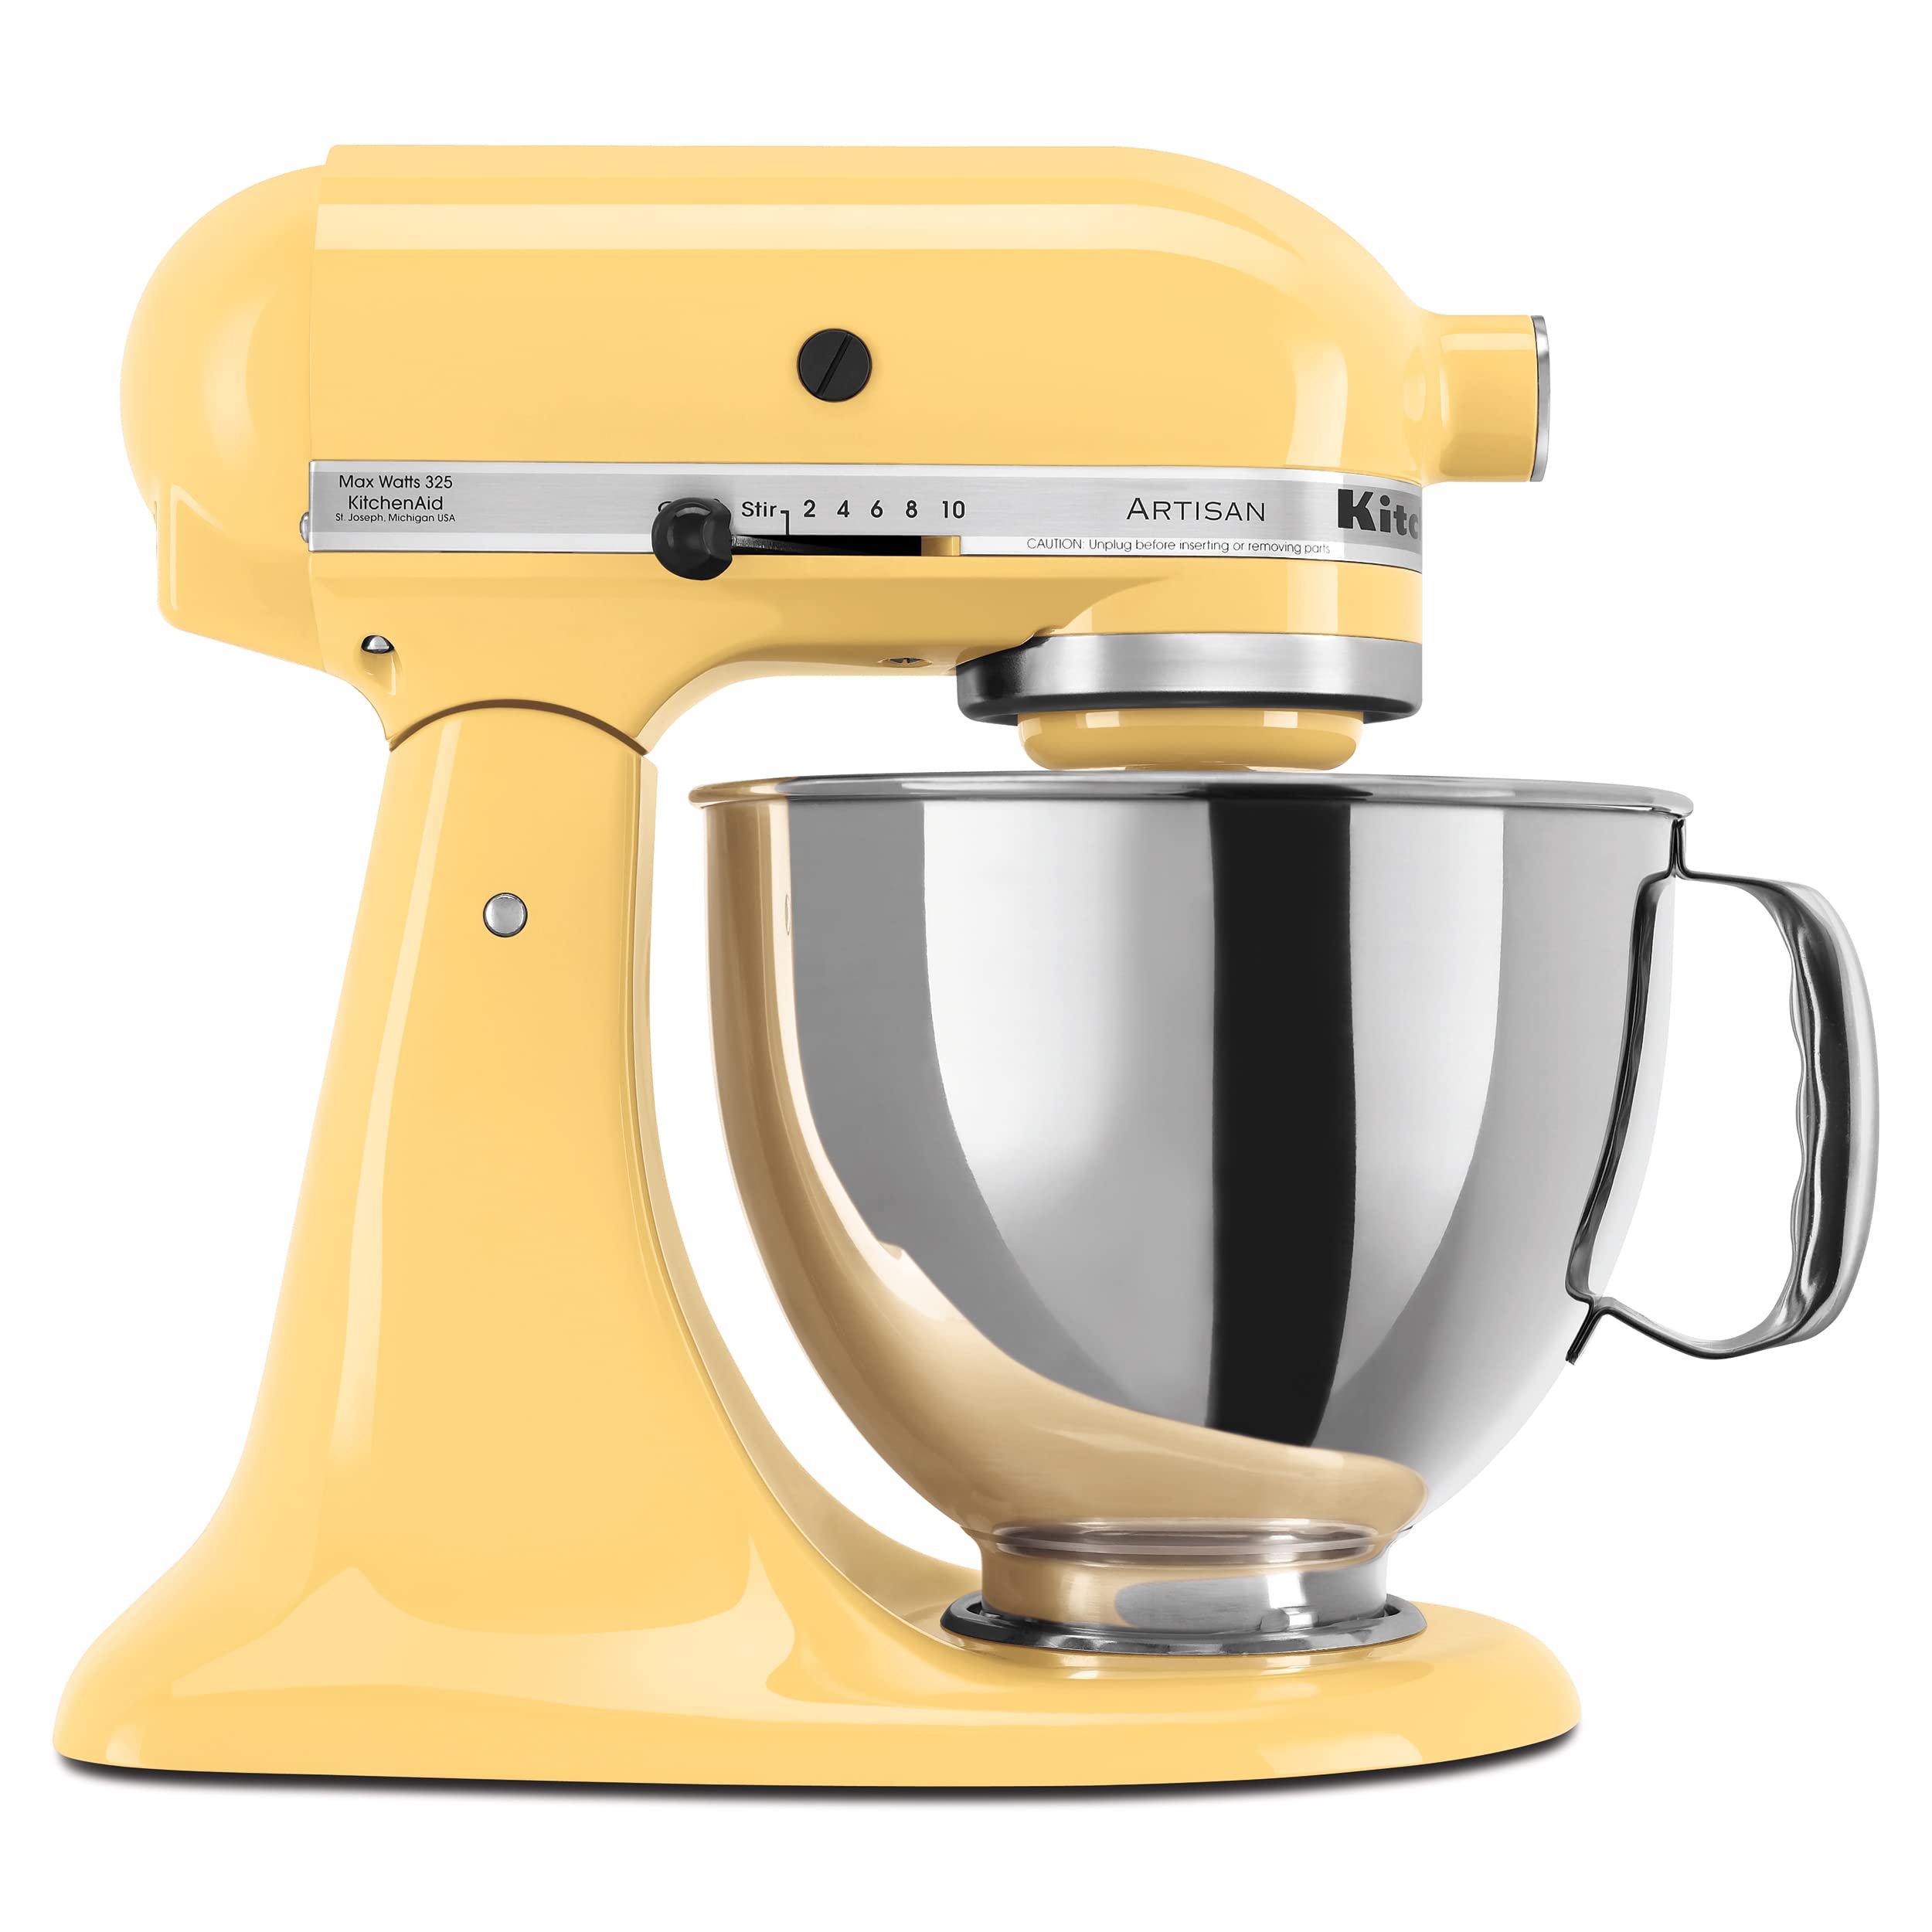 Max Watts 325
KitchenAid
St. Joseph, Michigan USA
Stir 2 4 6 8 10
ARTISAN
CAUTION: Unplug before inserting or removing parts
Kitc